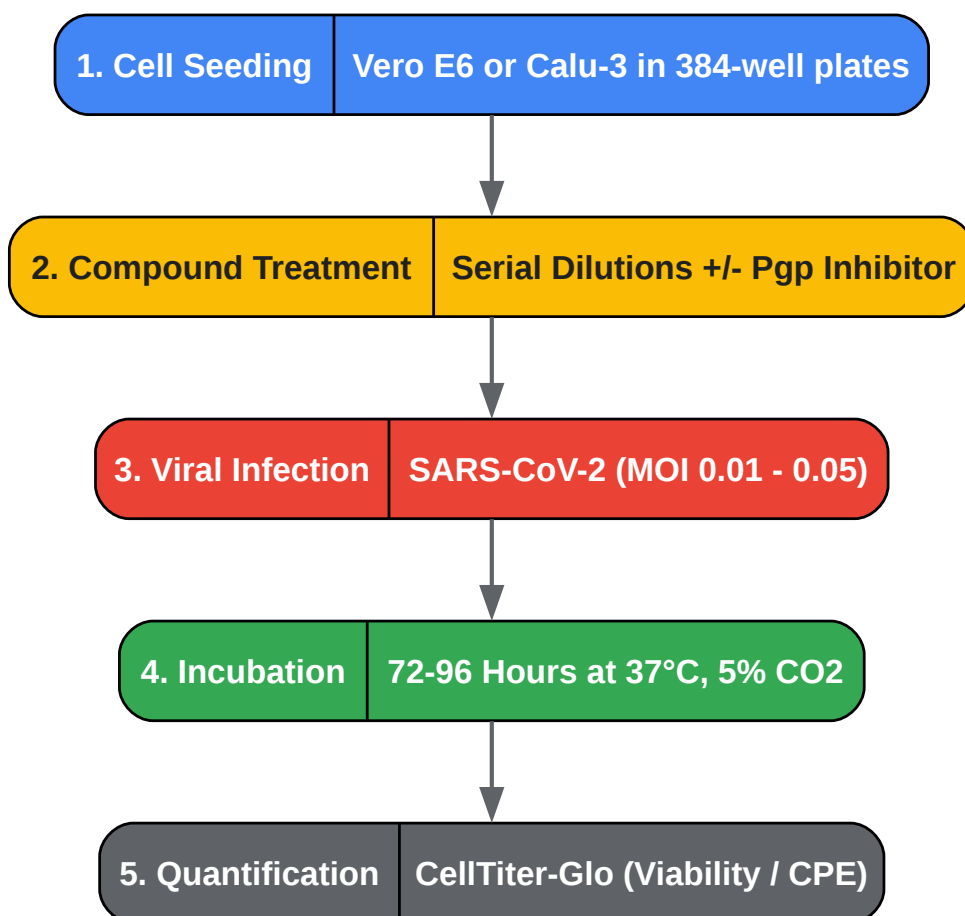 1. Cell Seeding Vero E6 or Calu-3 in 384-well plates
2. Compound Treatment Serial Dilutions +/- Pgp Inhibitor
3. Viral Infection SARS-CoV-2 (MOI 0.01 - 0.05)
4. Incubation 72-96 Hours at 37°C, 5% CO2
5. Quantification CellTiter-Glo (Viability / CPE)